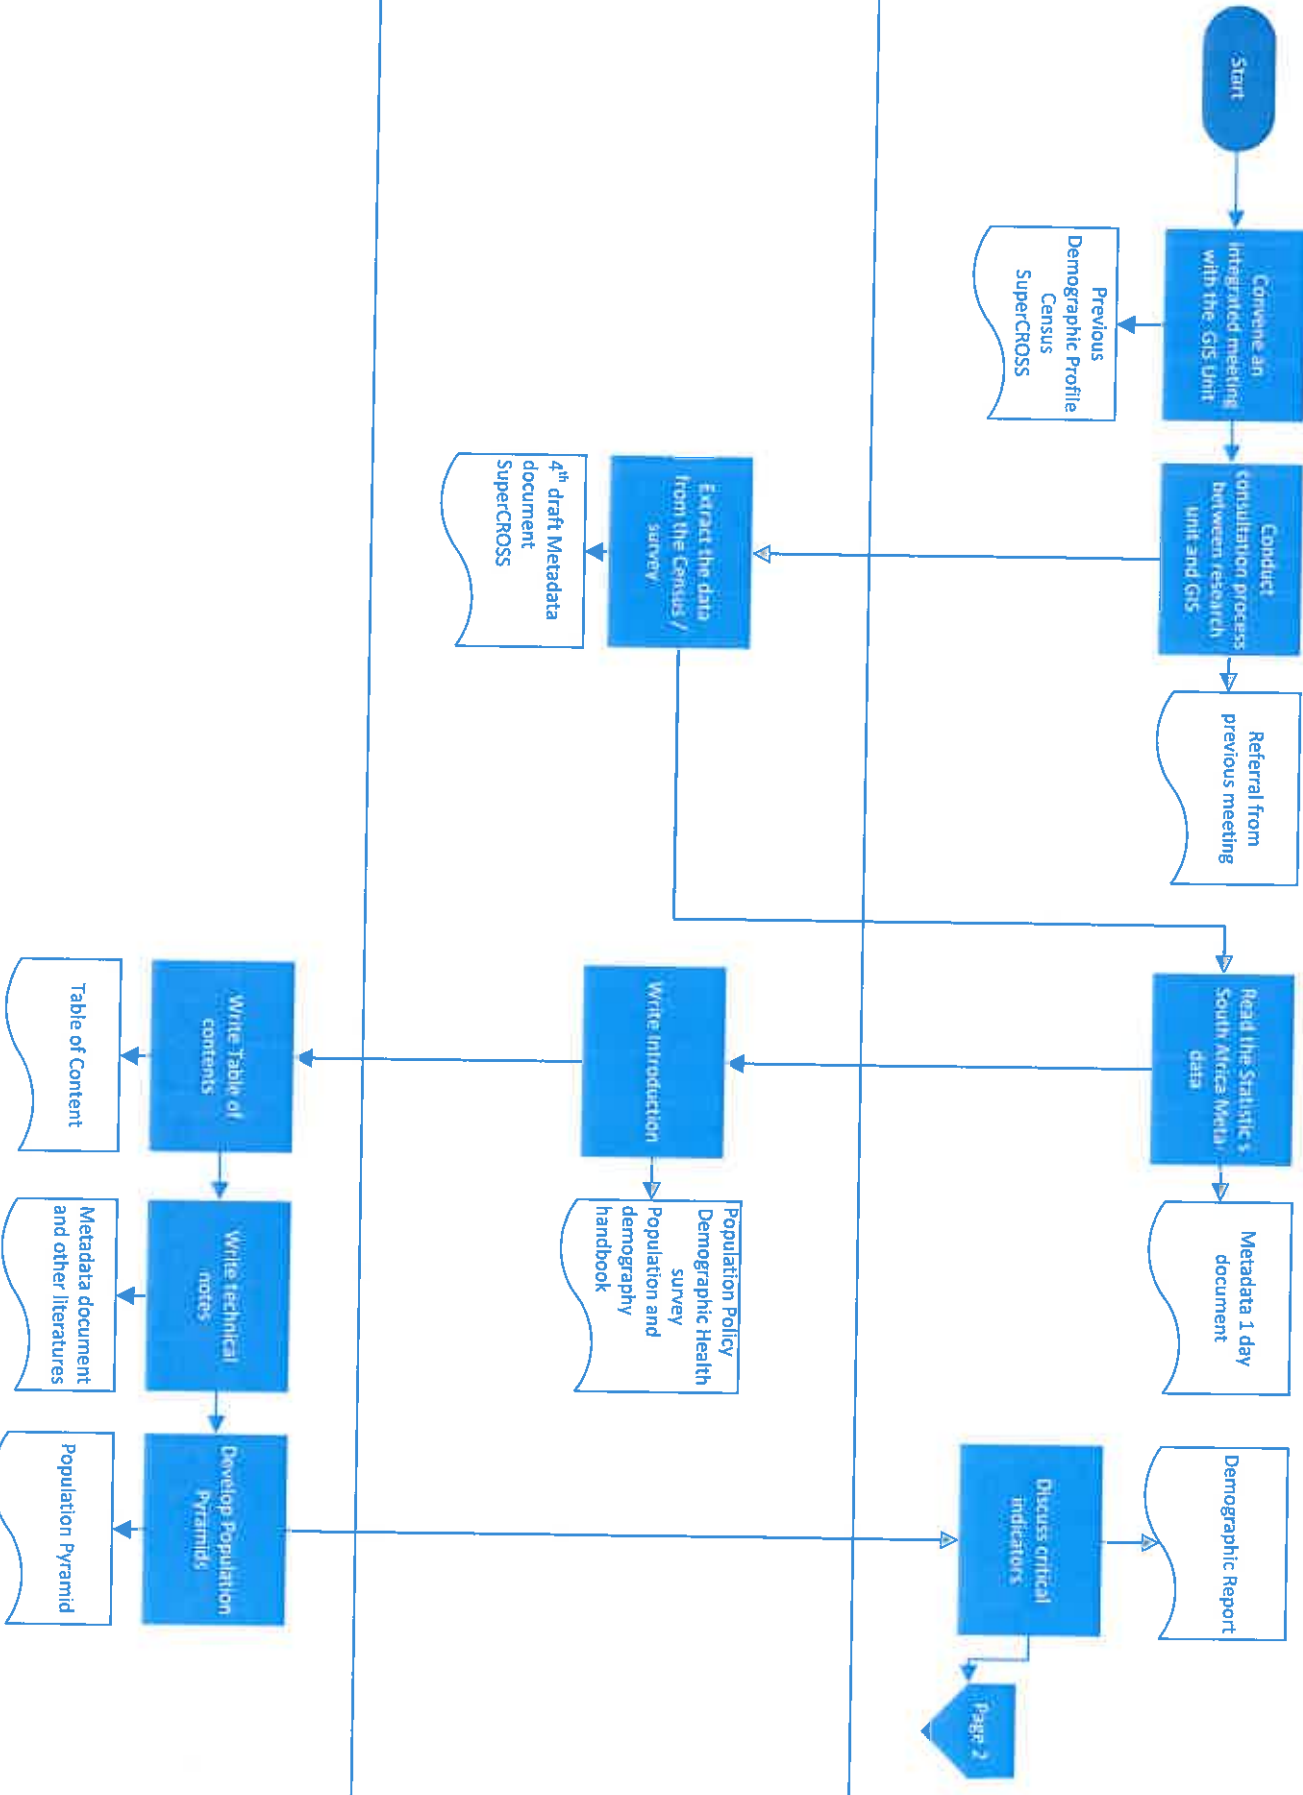 Start
Convene an
integrated meeting
with the GIS Unit
Previous
Demographic Profile
Census
SuperCROSS
Conduct
consultation process
between research
unit and GIS
Referral from
previous meeting
Extract the data
from the Census /
survey
4th draft Metadata
document
SuperCROSS
Read the Statistic s
South Africa Meta-
data
Metadata 1 day
document
Write Introduction
Population Policy
Demographic Health
survey
Population and
demography
handbook
Write Table of
contents
Table of Content
Write technical
notes
Metadata document
and other literatures
Develop Population
Pyramids
Population Pyramid
Discuss critical
indicators
Demographic Report
Page 2